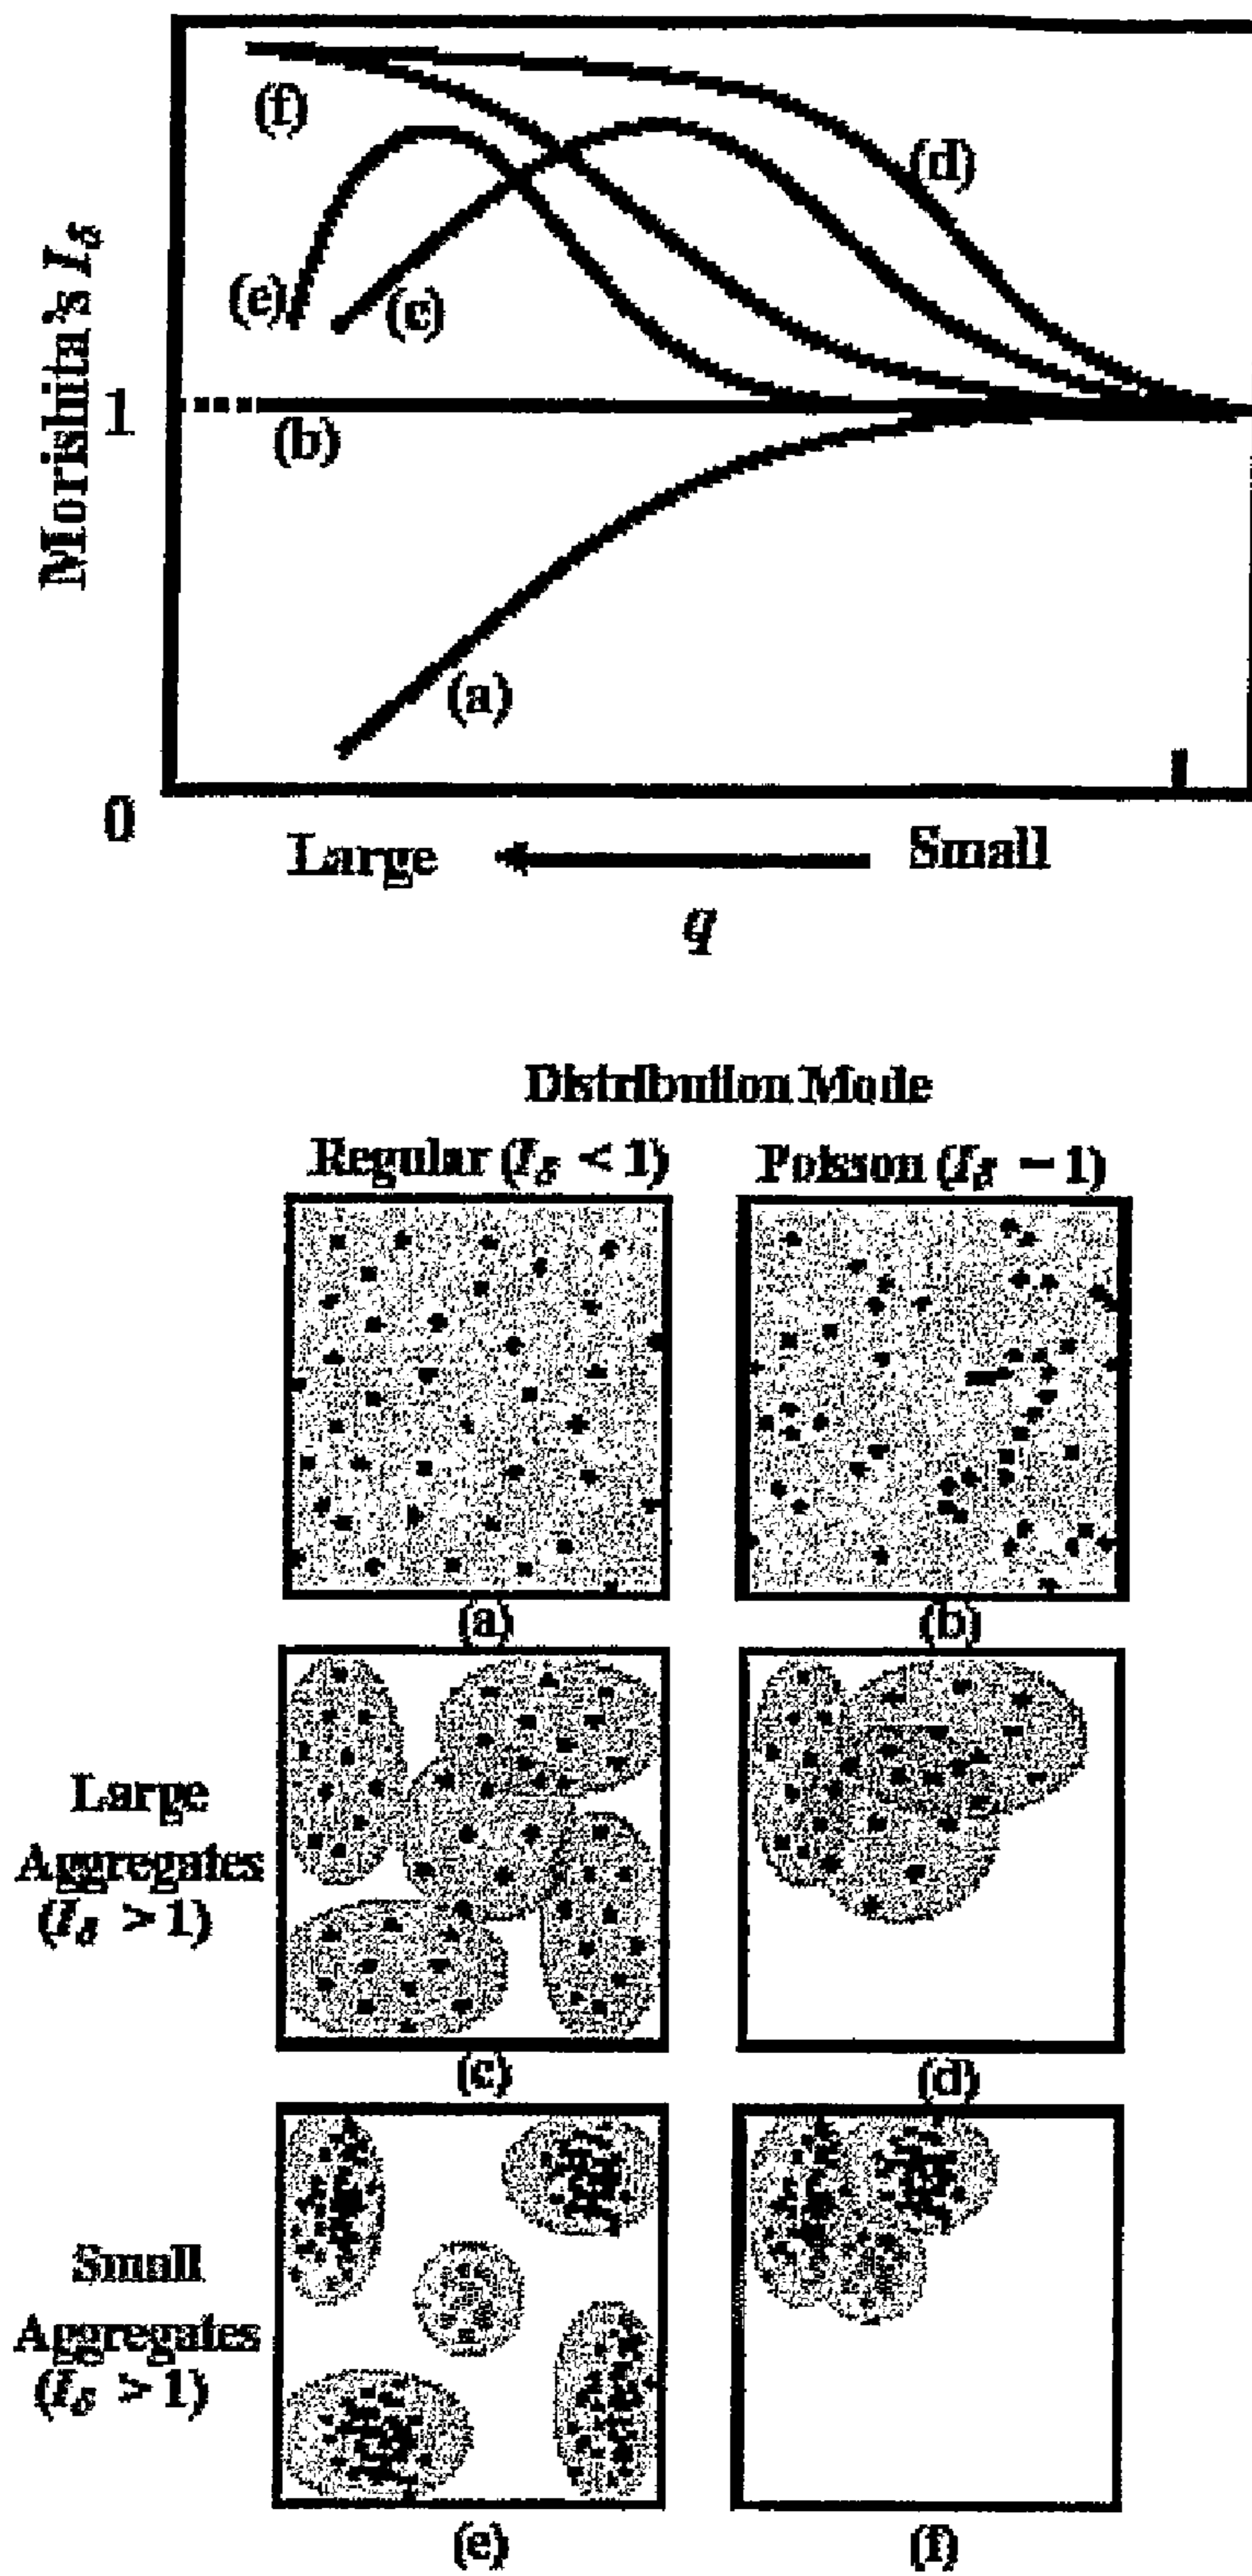 Morishita's I_δ
(f)
(d)
(e)
(c)
1
(b)
(a)
0
Large
Small
q
Distribution Mode
Regular (I_δ < 1)
Poisson (I_δ = 1)
(a)
(b)
Large
Aggregates
(I_δ > 1)
(c)
(d)
Small
Aggregates
(I_δ > 1)
(e)
(f)